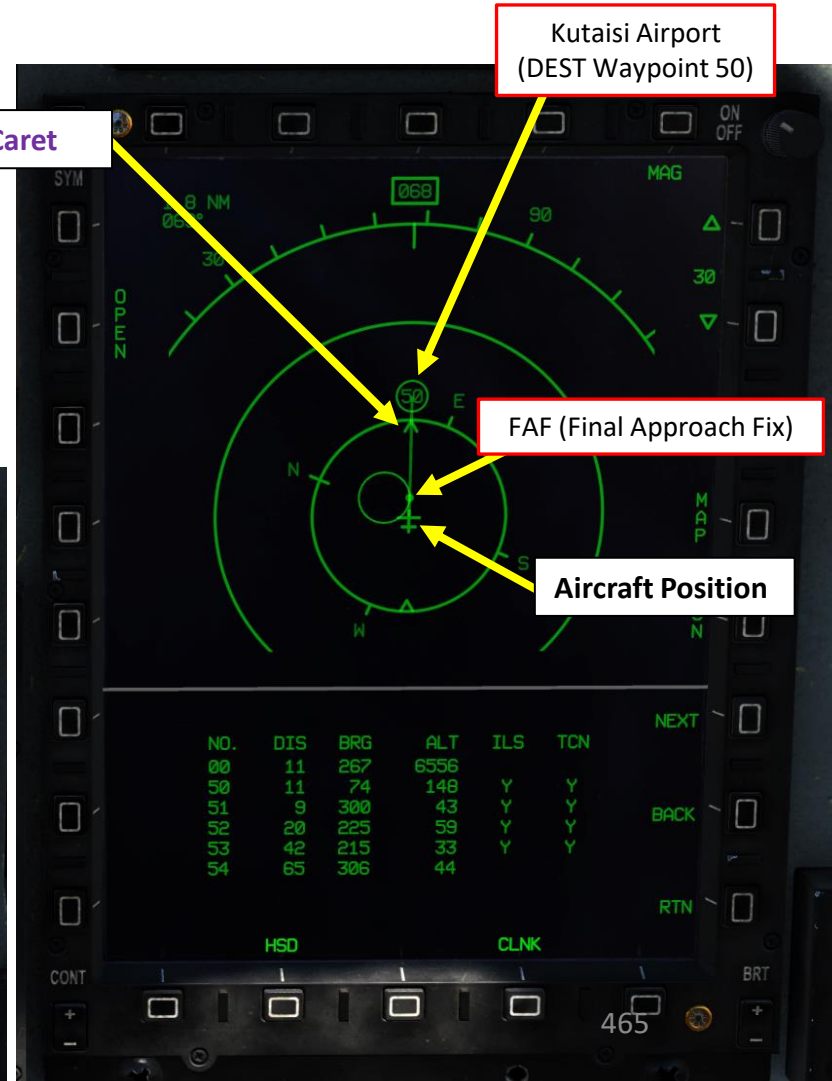 Kutaisi Airport
(DEST Waypoint 50)
Caret
ON
OFF
SYM
MAG
8 NM
068
90
30
30
OPEN
50
E
FAF (Final Approach Fix)
N
MAP
S
Aircraft Position
W
N
NEXT
NO. DIS BRG ALT ILS TCN
00 11 267 6556
50 11 74 148 Y Y
51 9 300 43 Y Y
52 20 225 59 Y Y
53 42 215 33 Y Y
54 65 306 44
BACK
RTN
HSD CLNK
CONT
BRT
+
-
+
-
465